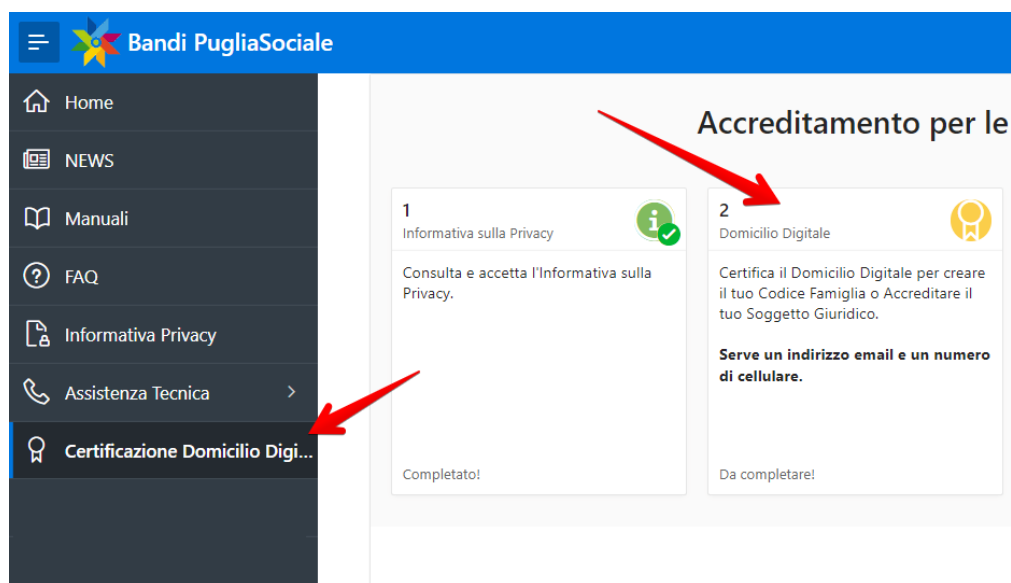 Bandi PugliaSociale
Home
NEWS
Manuali
FAQ
Informativa Privacy
Assistenza Tecnica
Certificazione Domicilio Digi...
Accreditamento per le
1
Informativa sulla Privacy
Consulta e accetta l'Informativa sulla
Privacy.
Completato!
2
Domicilio Digitale
Certifica il Domicilio Digitale per creare
il tuo Codice Famiglia o Accreditare il
tuo Soggetto Giuridico.
Serve un indirizzo email e un numero
di cellulare.
Da completare!